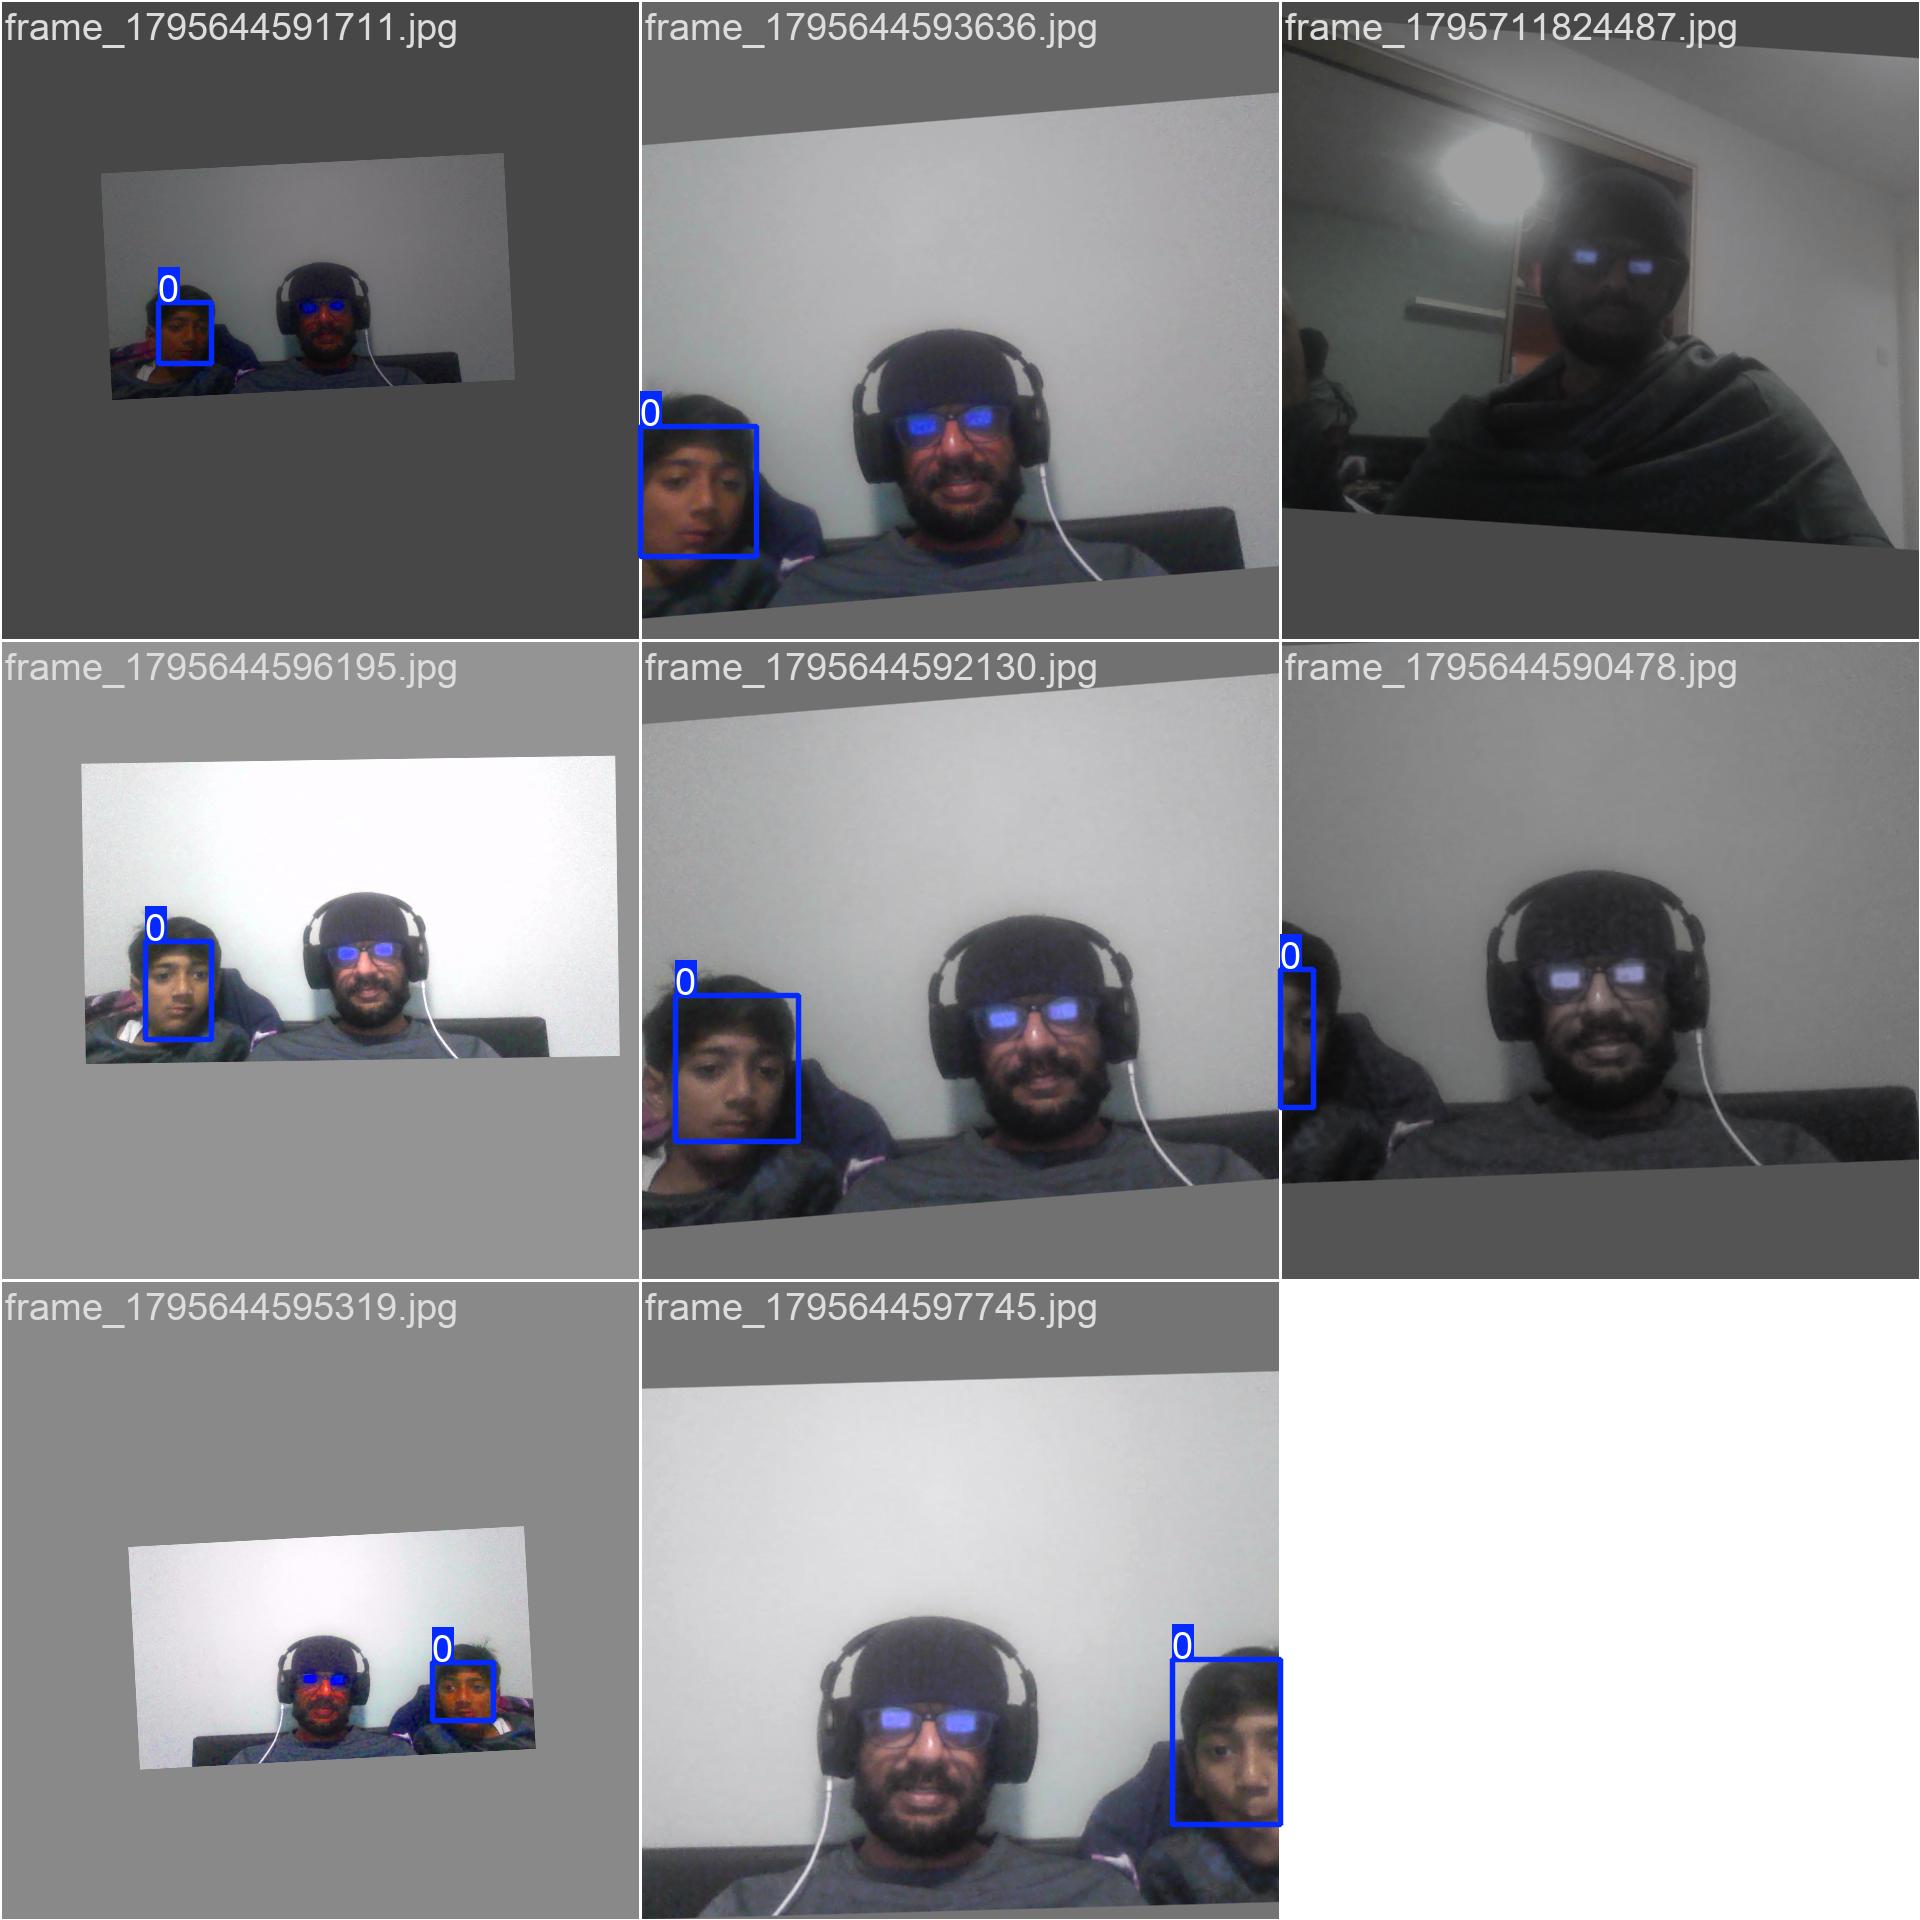 frame_1795644591711.jpg
frame_1795644593636.jpg
frame_1795711824487.jpg
0
0
frame_1795644596195.jpg
frame_1795644592130.jpg
frame_1795644590478.jpg
0
0
0
frame_1795644595319.jpg
frame_1795644597745.jpg
0
0